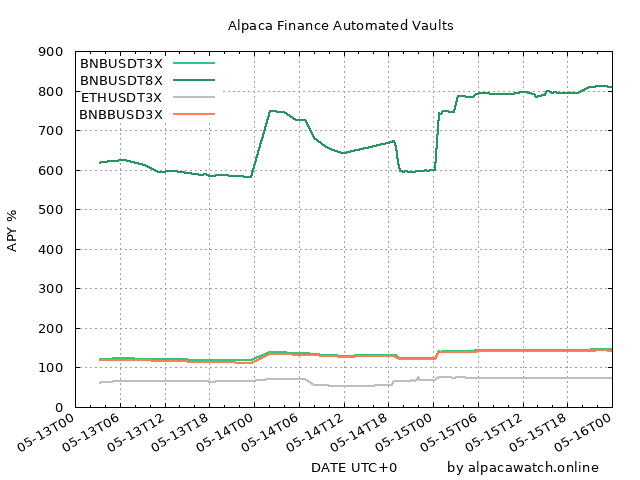 Alpaca Finance Automated Vaults
900
800
700
600
500
400
300
200
100
0
APY %
BNBUSDT3X
BNBUSDT8X
ETHUSDT3X
BNBBUSD3X
05-13T00
05-13T06
05-13T12
05-13T18
05-14T00
05-14T06
05-14T12
05-14T18
05-15T00
05-15T06
05-15T12
05-15T18
05-16T00
DATE UTC+0
by alpacawatch.online